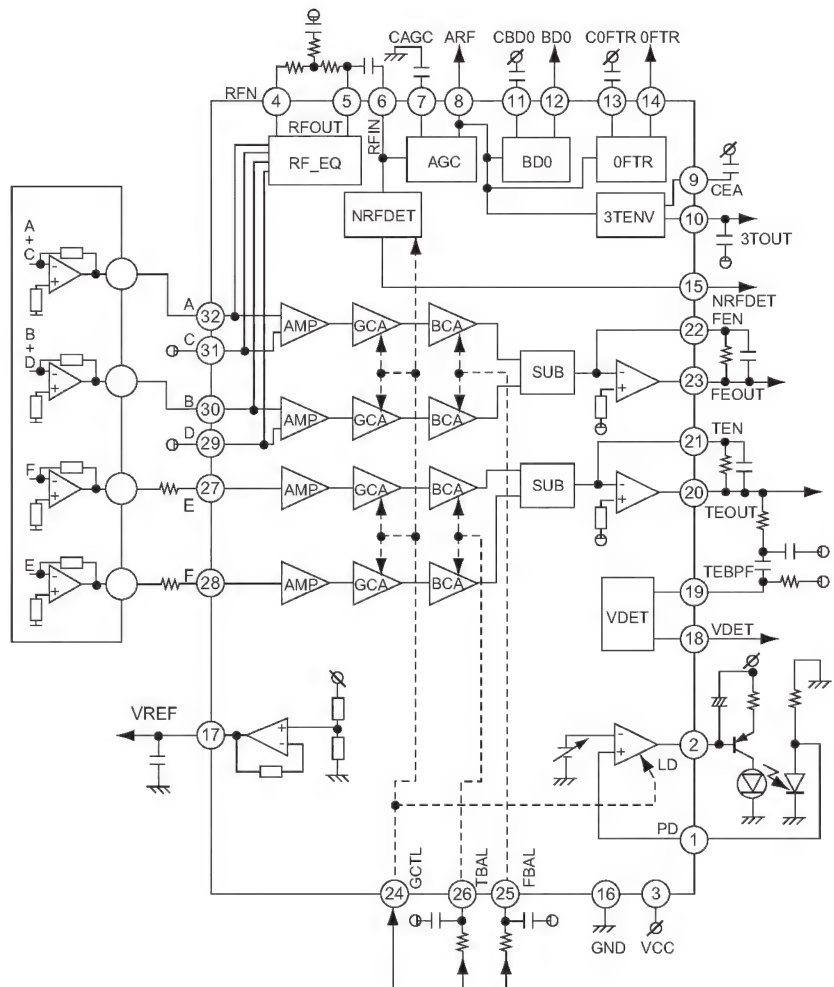 CAGC ARF CBD0 BD0 C0FTR 0FTR
RFN 4 5 6 7 8 11 12 13 14
RFOUT RFIN
RF_EQ AGC BD0 0FTR
9 CEA
NRFDET 3TENV 10
3TOUT
15
NRFDET
A
+
C
- +
A
32
C
31
AMP GCA BCA
SUB
22 FEN
- +
23
FEOUT
B
+
D
- +
B
30
D
29
AMP GCA BCA
21 TEN
F
- +
27
E
AMP GCA BCA
SUB
- +
20
TEOUT
E
- +
F
28
AMP GCA BCA
TEBPF
19
VDET
18 VDET
VREF
17
+ -
- +
LD
2
PD
1
GCTL TBAL FBAL
24 26 25 16 3
GND VCC